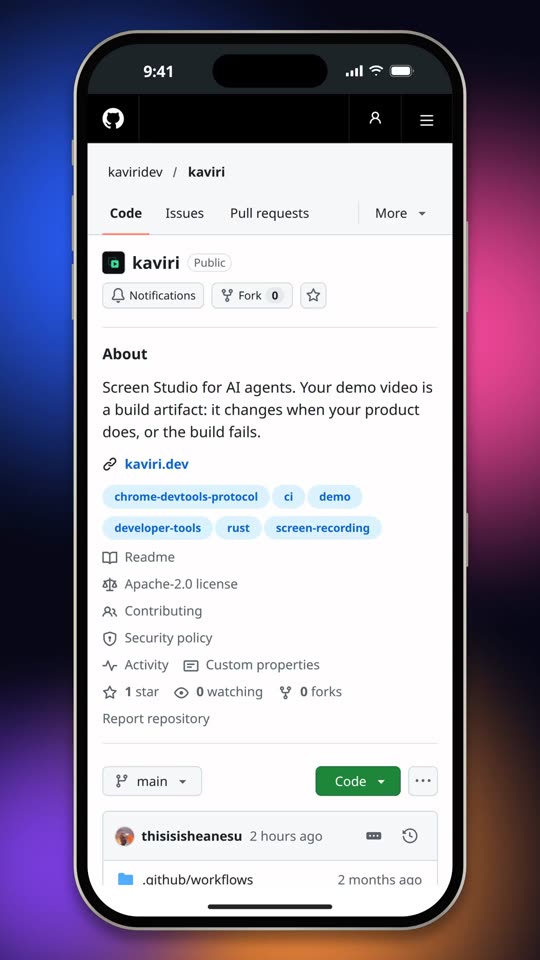 9:41
kaviridev / kaviri
Code Issues Pull requests More
kaviri Public
Notifications Fork 0
About
Screen Studio for AI agents. Your demo video is
a build artifact: it changes when your product
does, or the build fails.
kaviri.dev
chrome-devtools-protocol ci demo
developer-tools rust screen-recording
Readme
Apache-2.0 license
Contributing
Security policy
Activity Custom properties
1 star 0 watching 0 forks
Report repository
main Code
thisisisheanesu 2 hours ago
.github/workflows 2 months ago